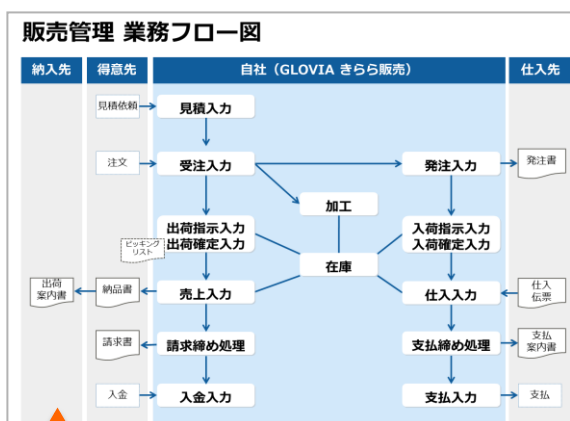 販売管理 業務フロー図
納入先 得意先 自社（GLOVIA きらら販売） 仕入先
見積依頼 見積入力
注文 受注入力 発注入力 発注書
加工
出荷指示入力 入荷指示入力
出荷確定入力 入荷確定入力
ピッキング
リスト
在庫
出荷
案内書
納品書 売上入力 仕入入力
仕入
伝票
請求書 請求締め処理 支払締め処理
支払
案内書
入金 入金入力 支払入力 支払